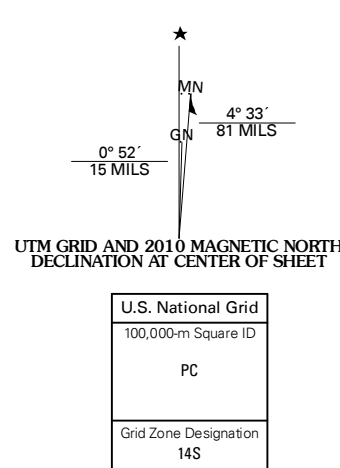 ★
MN
4° 33´
81 MILS
GN
0° 52´
15 MILS
UTM GRID AND 2010 MAGNETIC NORTH
DECLINATION AT CENTER OF SHEET
U.S. National Grid
100,000-m Square ID
PC
Grid Zone Designation
14S